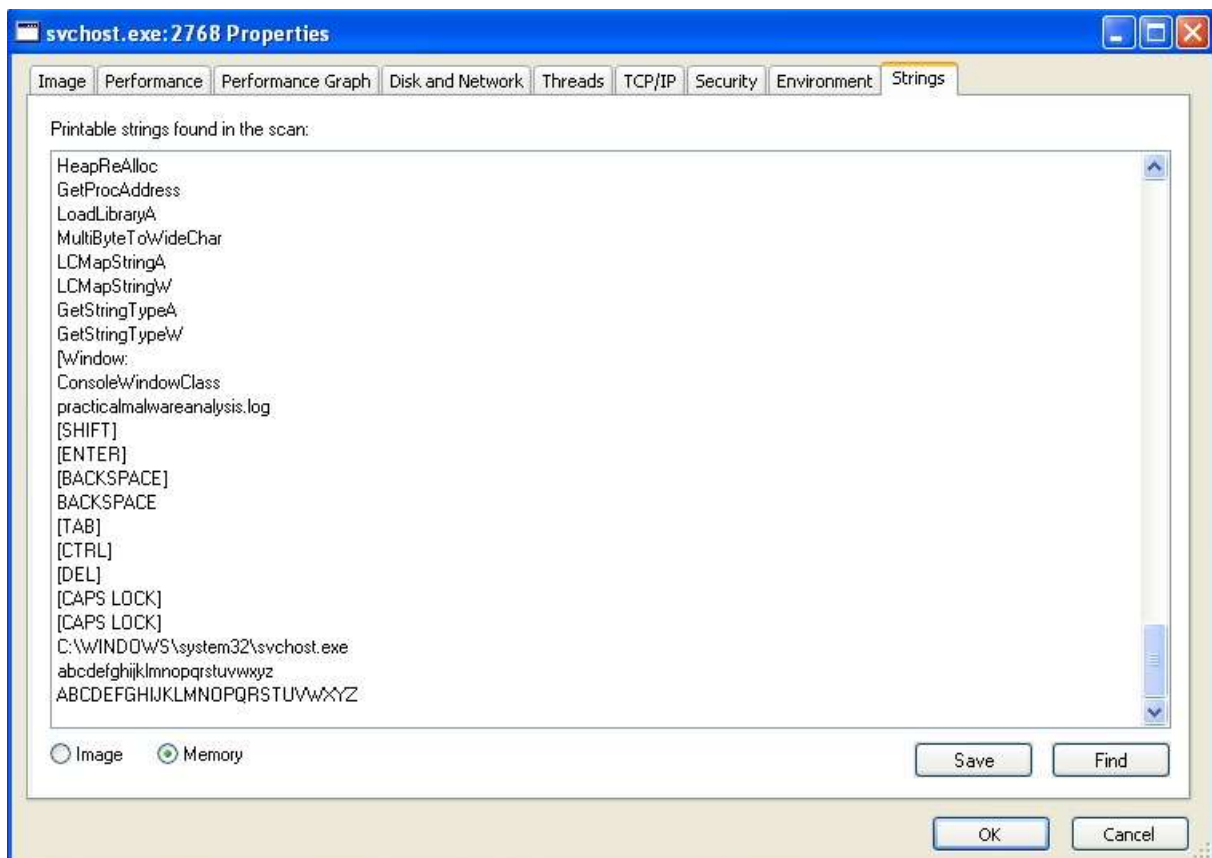 svchost.exe:2768 Properties
Image Performance Performance Graph Disk and Network Threads TCP/IP Security Environment Strings
Printable strings found in the scan:
HeapReAlloc
GetProcAddress
LoadLibraryA
MultiByteToWideChar
LCMapStringA
LCMapStringW
GetStringTypeA
GetStringTypeW
[Window:
ConsoleWindowClass
practicalmalwareanalysis.log
[SHIFT]
[ENTER]
[BACKSPACE]
BACKSPACE
[TAB]
[CTRL]
[DEL]
[CAPS LOCK]
[CAPS LOCK]
C:\WINDOWS\system32\svchost.exe
abcdefghijklmnopqrstuvwxyz
ABCDEFGHIJKLMNOPQRSTUVWXYZ
Image Memory Save Find
OK Cancel